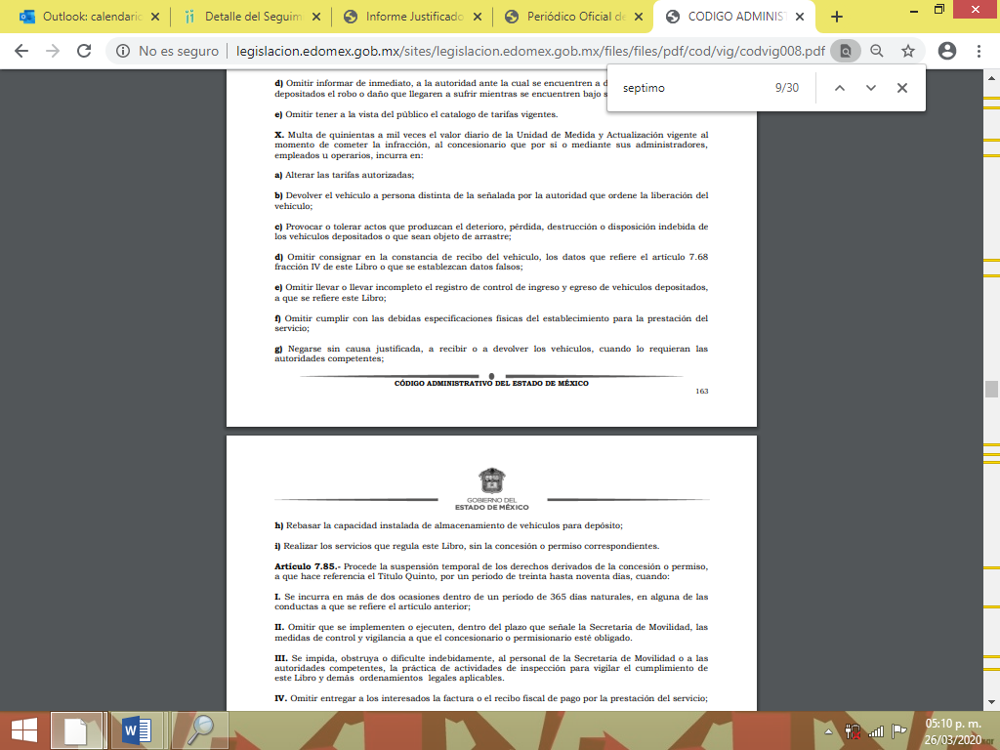 Outlook: calendario
Detalle del Seguim
Informe Justificado
Periódico Oficial de
CODIGO ADMINIST
No es seguro
legislacion.edomex.gob.mx/sites/legislacion.edomex.gob.mx/files/files/pdf/cod/vig/codvig008.pdf
septimo
9/30
d) Omitir informar de inmediato, a la autoridad ante la cual se encuentren a d
depositados el robo o daño que llegaren a sufrir mientras se encuentren bajo s
e) Omitir tener a la vista del público el catalogo de tarifas vigentes.
X. Multa de quinientas a mil veces el valor diario de la Unidad de Medida y Actualización vigente al
momento de cometer la infracción, al concesionario que por sí o mediante sus administradores,
empleados u operarios, incurra en:
a) Alterar las tarifas autorizadas;
b) Devolver el vehículo a persona distinta de la señalada por la autoridad que ordene la liberación del
vehículo;
c) Provocar o tolerar actos que produzcan el deterioro, pérdida, destrucción o disposición indebida de
los vehículos depositados o que sean objeto de arrastre;
d) Omitir consignar en la constancia de recibo del vehículo, los datos que refiere el artículo 7.68
fracción IV de este Libro o que se establezcan datos falsos;
e) Omitir llevar o llevar incompleto el registro de control de ingreso y egreso de vehículos depositados,
a que se refiere este Libro;
f) Omitir cumplir con las debidas especificaciones físicas del establecimiento para la prestación del
servicio;
g) Negarse sin causa justificada, a recibir o a devolver los vehículos, cuando lo requieran las
autoridades competentes;
CÓDIGO ADMINISTRATIVO DEL ESTADO DE MÉXICO
163
GOBIERNO DEL
ESTADO DE MÉXICO
h) Rebasar la capacidad instalada de almacenamiento de vehículos para depósito;
i) Realizar los servicios que regula este Libro, sin la concesión o permiso correspondientes.
Artículo 7.85.- Procede la suspensión temporal de los derechos derivados de la concesión o permiso,
a que hace referencia el Titulo Quinto, por un periodo de treinta hasta noventa días, cuando:
I. Se incurra en más de dos ocasiones dentro de un periodo de 365 días naturales, en alguna de las
conductas a que se refiere el artículo anterior;
II. Omitir que se implementen o ejecuten, dentro del plazo que señale la Secretaría de Movilidad, las
medidas de control y vigilancia a que el concesionario o permisionario esté obligado.
III. Se impida, obstruya o dificulte indebidamente, al personal de la Secretaría de Movilidad o a las
autoridades competentes, la práctica de actividades de inspección para vigilar el cumplimiento de
este Libro y demás ordenamientos legales aplicables.
IV. Omitir entregar a los interesados la factura o el recibo fiscal de pago por la prestación del servicio;
05:10 p. m.
26/03/2020